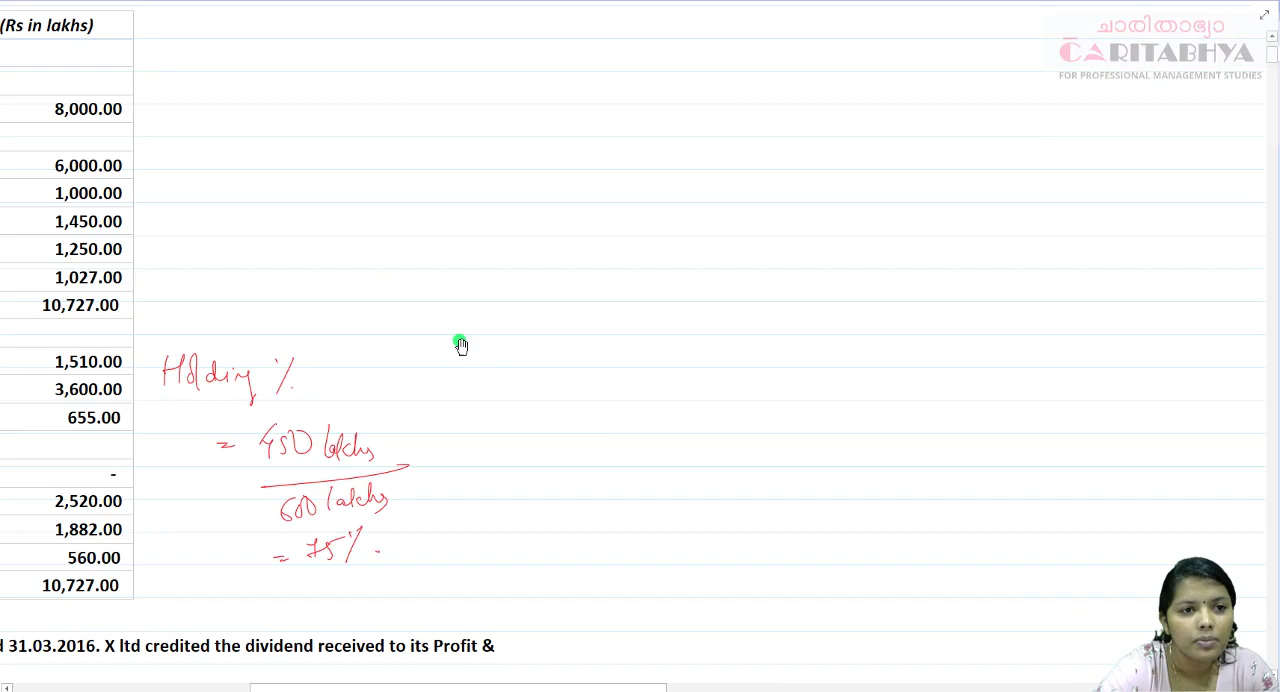 (Rs in lakhs)
ചാരിതാഭ്യാ
CARITABHYA
FOR PROFESSIONAL MANAGEMENT STUDIES
8,000.00
6,000.00
1,000.00
1,450.00
1,250.00
1,027.00
10,727.00
1,510.00
3,600.00
655.00
-
2,520.00
1,882.00
560.00
10,727.00
Holding %
= 450 lakhs
600 lakhs
= 75%.
d 31.03.2016. X ltd credited the dividend received to its Profit &